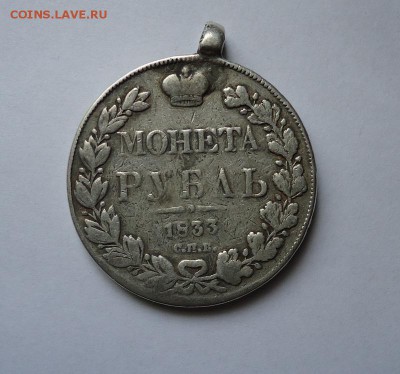 COINS.LAVE.RU
МОНЕТА
РУБЛЬ
1833
С.П.Б.